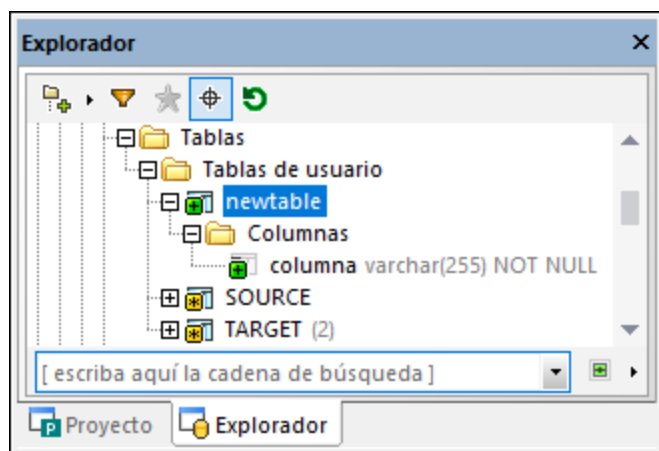 Explorador
Tablas
Tablas de usuario
newtable
Columnas
columna varchar(255) NOT NULL
SOURCE
TARGET (2)
[ escriba aquí la cadena de búsqueda ]
Proyecto Explorador